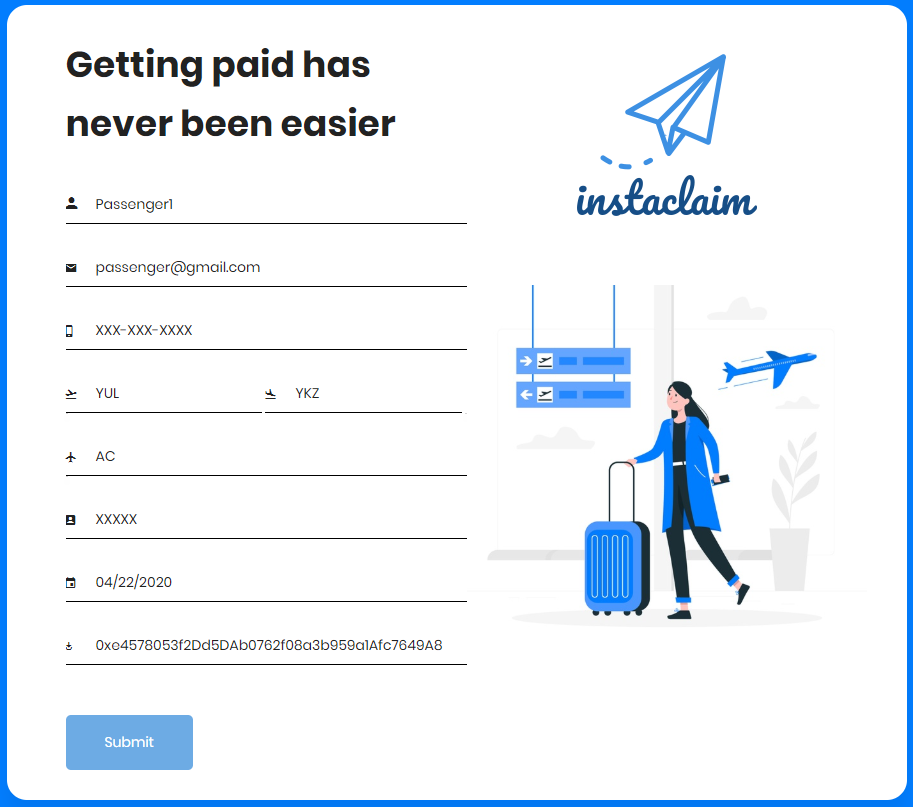 Getting paid has
never been easier
instaclaim
Passenger1
passenger@gmail.com
XXX-XXX-XXXX
YUL YKZ
AC
XXXXX
04/22/2020
0xe4578053f2Dd5DAb0762f08a3b959a1Afc7649A8
Submit